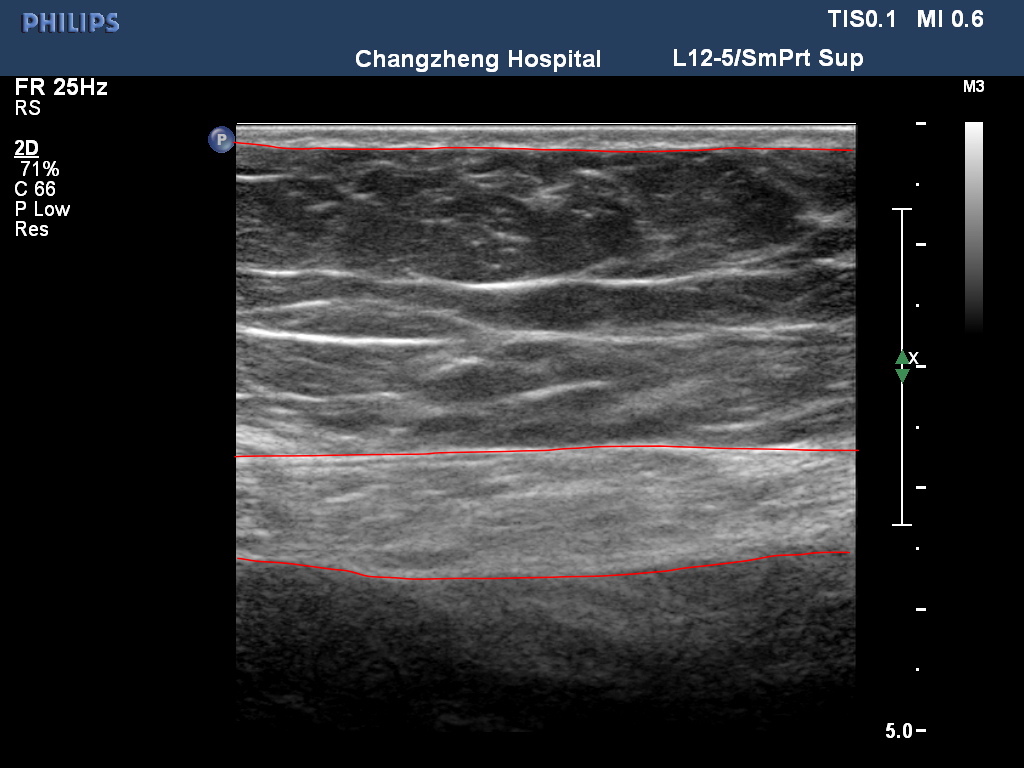 PHILIPS
TIS0.1 MI 0.6
Changzheng Hospital
L12-5/SmPrt Sup
FR 25Hz
RS
M3
P
2D
71%
C 66
P Low
Res
X
5.0